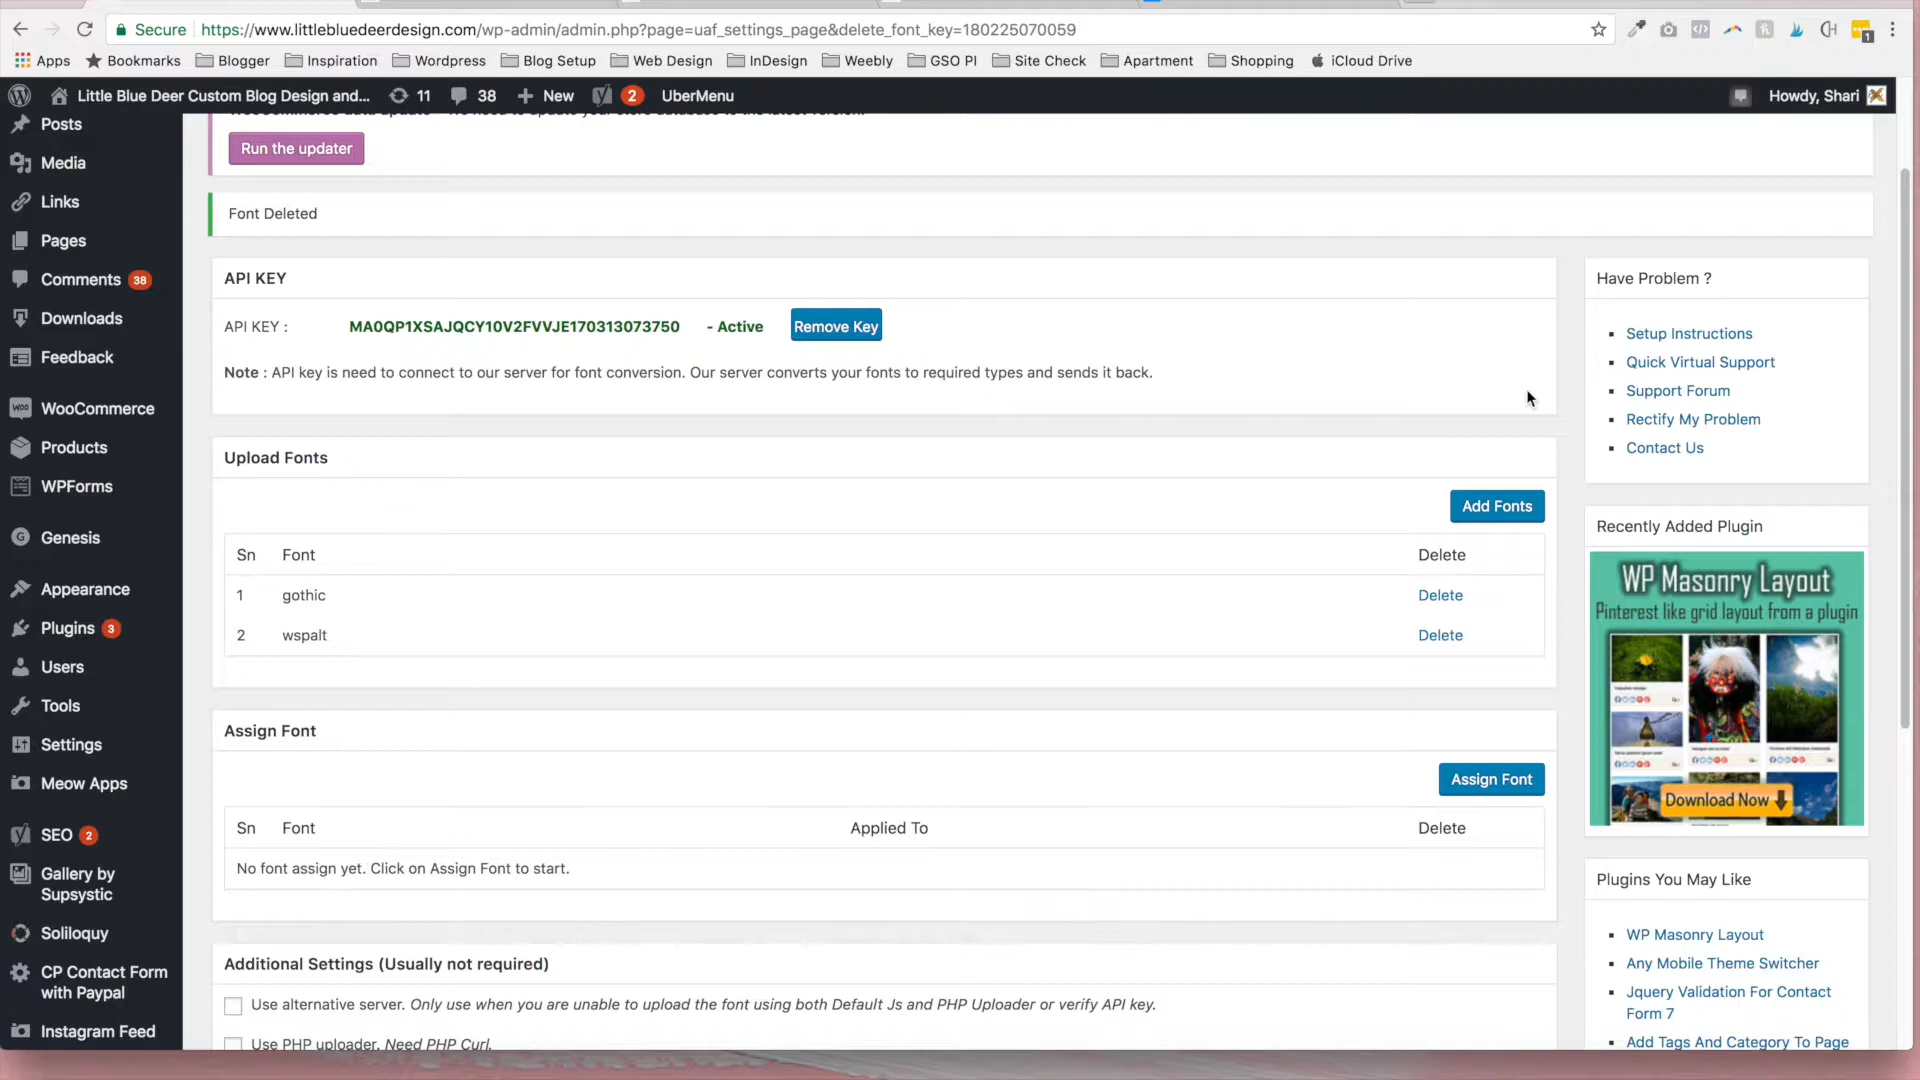 Secure https://www.littlebluedeerdesign.com/wp-admin/admin.php?page=uaf_settings_page&delete_font_key=180225070059
1
Apps Bookmarks Blogger Inspiration Wordpress Blog Setup Web Design InDesign Weebly GSO PI Site Check Apartment Shopping iCloud Drive
Little Blue Deer Custom Blog Design and... 11 38 New 2 UberMenu Howdy, Shari
Posts
Media
Links
Pages
Comments 38
Downloads
Feedback
WooCommerce
Products
WPForms
Genesis
Appearance
Plugins 3
Users
Tools
Settings
Meow Apps
SEO 2
Gallery by
Supsystic
Soliloquy
CP Contact Form
with Paypal
Instagram Feed
Run the updater
Font Deleted
API KEY
API KEY : MA0QP1XSAJQCY10V2FVVJE170313073750 - Active Remove Key
Note : API key is need to connect to our server for font conversion. Our server converts your fonts to required types and sends it back.
Upload Fonts
Add Fonts
Sn Font Delete
1 gothic Delete
2 wspalt Delete
Assign Font
Assign Font
Sn Font Applied To Delete
No font assign yet. Click on Assign Font to start.
Additional Settings (Usually not required)
Use alternative server. Only use when you are unable to upload the font using both Default Js and PHP Uploader or verify API key.
Use PHP uploader. Need PHP Curl.
Have Problem ?
Setup Instructions
Quick Virtual Support
Support Forum
Rectify My Problem
Contact Us
Recently Added Plugin
WP Masonry Layout
Pinterest like grid layout from a plugin
Download Now
Plugins You May Like
WP Masonry Layout
Any Mobile Theme Switcher
Jquery Validation For Contact
Form 7
Add Tags And Category To Page